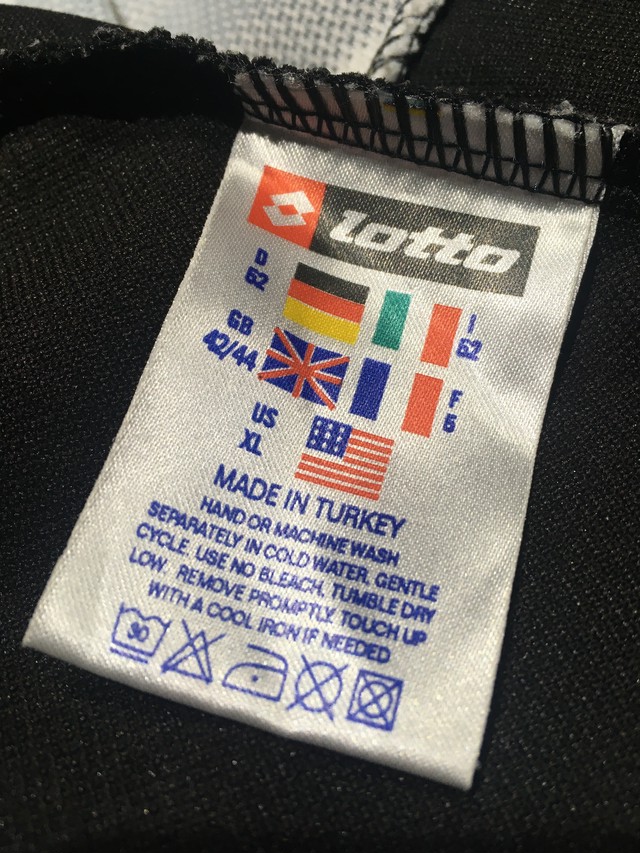 lotto
D
52
I
52
GB
42/44
F
5
US
XL
MADE IN TURKEY
HAND OR MACHINE WASH
SEPARATELY IN COLD WATER, GENTLE
CYCLE, USE NO BLEACH, TUMBLE DRY
LOW. REMOVE PROMPTLY TOUCH UP
WITH A COOL IRON IF NEEDED
30